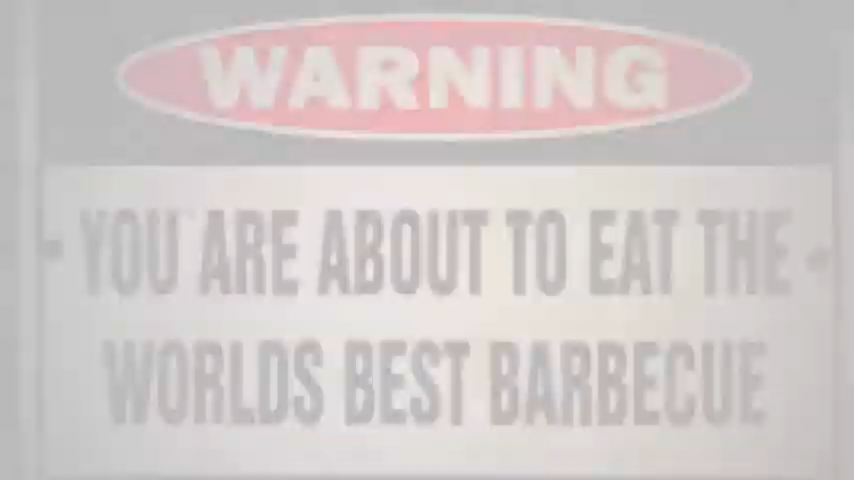 WARNING
YOU ARE ABOUT TO EAT THE
WORLDS BEST BARBECUE